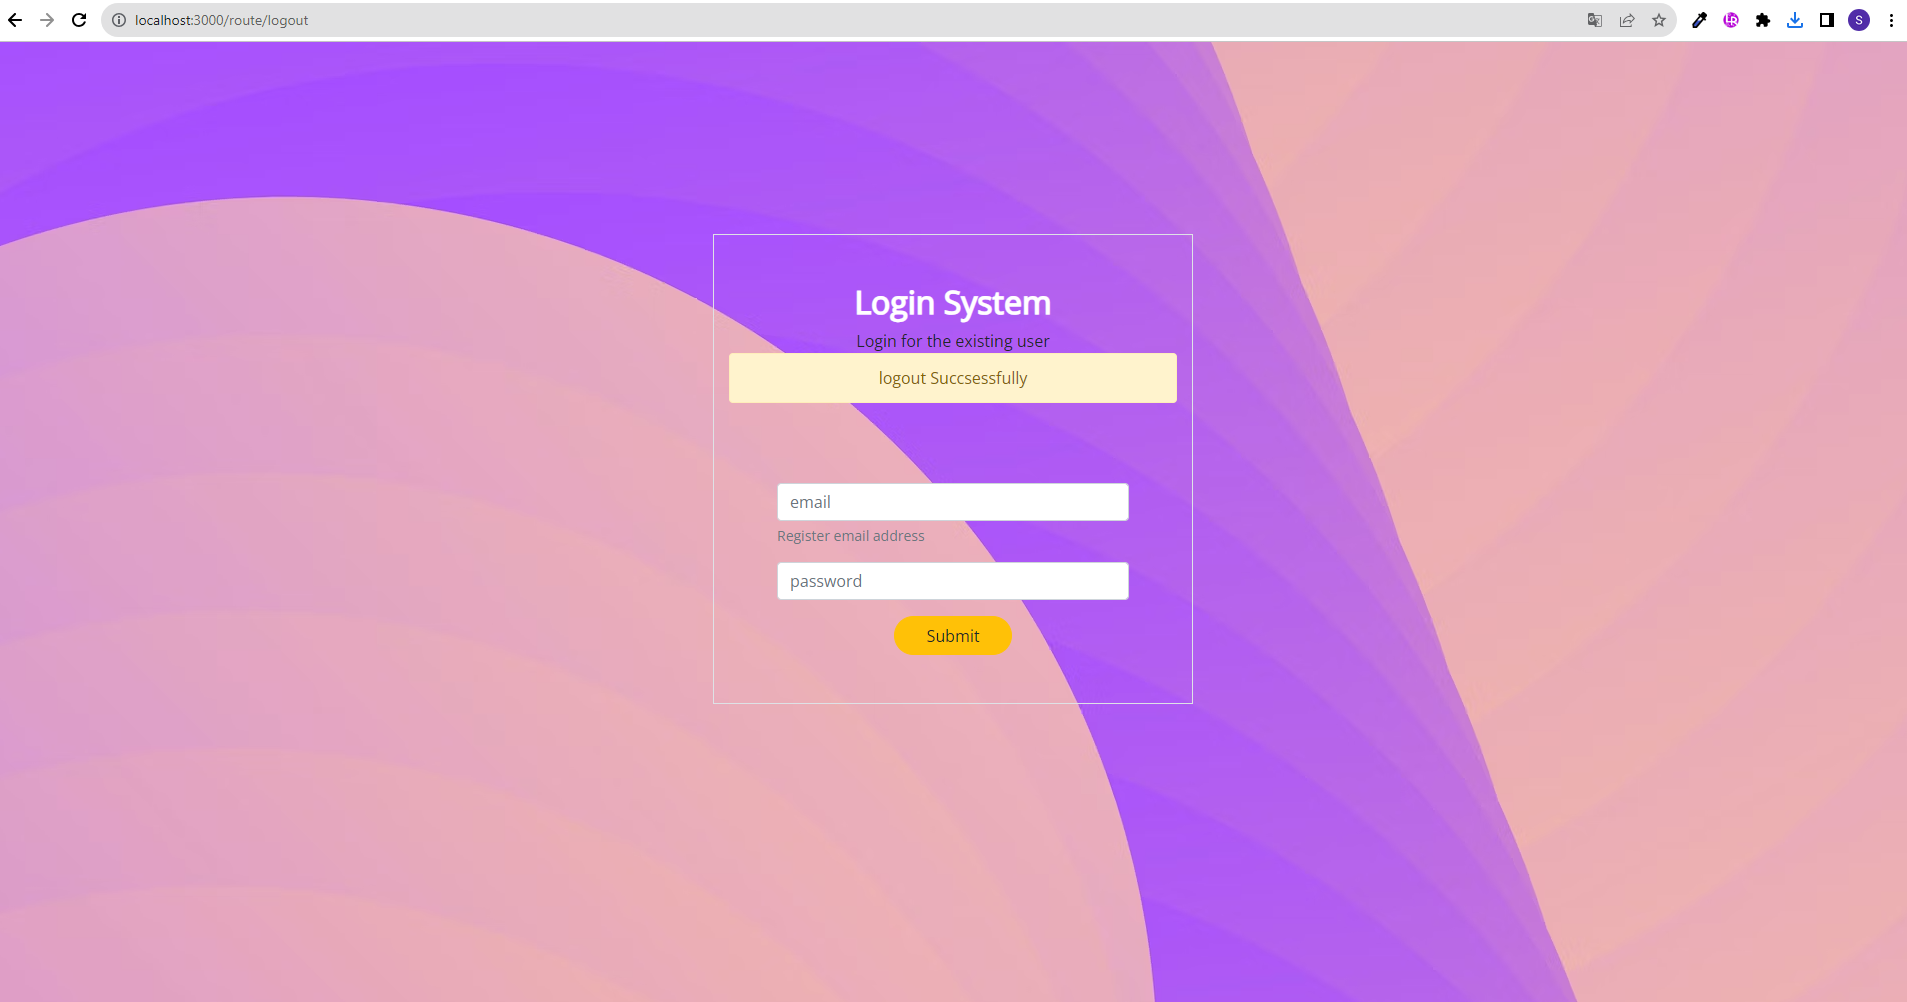 localhost:3000/route/logout
S
Login System
Login for the existing user
logout Succsessfully
email
Register email address
password
Submit